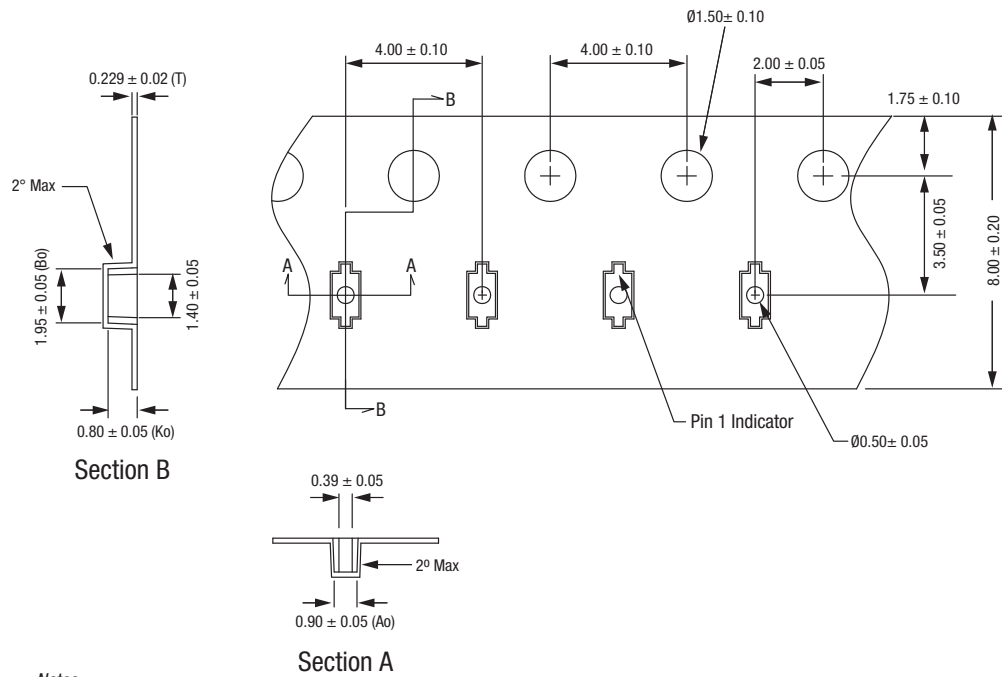 Ø1.50± 0.10
4.00 ± 0.10
4.00 ± 0.10
2.00 ± 0.05
0.229 ± 0.02 (T)
1.75 ± 0.10
B
2° Max
3.50 ± 0.05
8.00 ± 0.20
A
A
1.95 ± 0.05 (Bo)
1.40 ± 0.05
B
Pin 1 Indicator
0.80 ± 0.05 (Ko)
Ø0.50± 0.05
Section B
0.39 ± 0.05
2º Max
0.90 ± 0.05 (Ao)
Section A
Notes